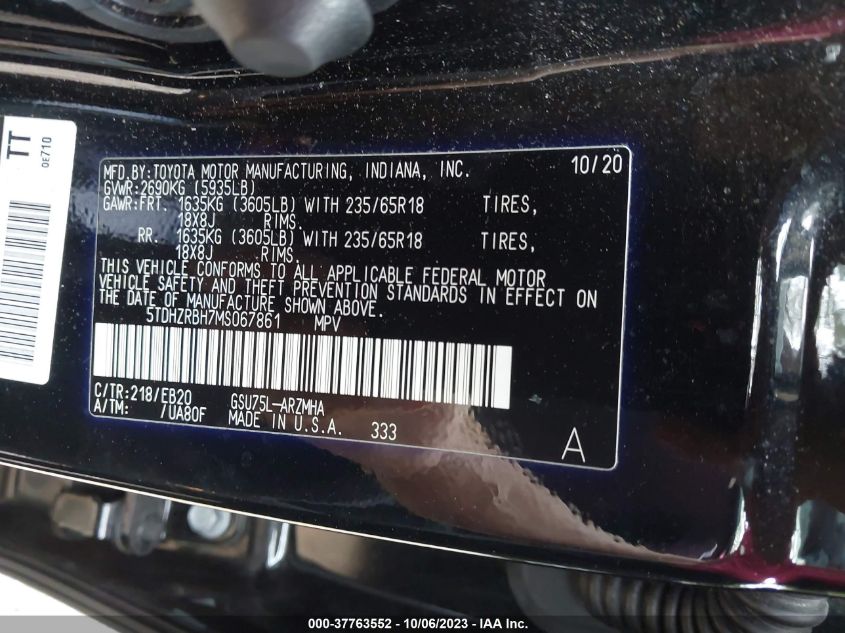 TT
0E710
MFD.BY:TOYOTA MOTOR MANUFACTURING, INDIANA, INC. 10/20
GVWR:2690KG (5935LB)
GAWR:FRT. 1635KG (3605LB) WITH 235/65R18 TIRES,
18X8J RIMS.
RR. 1635KG (3605LB) WITH 235/65R18 TIRES,
18X8J RIMS.
THIS VEHICLE CONFORMS TO ALL APPLICABLE FEDERAL MOTOR
VEHICLE SAFETY AND THEFT PREVENTION STANDARDS IN EFFECT ON
THE DATE OF MANUFACTURE SHOWN ABOVE.
5TDHZRBH7MS067861 MPV
C/TR:218/EB20 GSU75L-ARZMHA
A/TM: /UA80F MADE IN U.S.A. 333
A
000-37763552 - 10/06/2023 - IAA Inc.